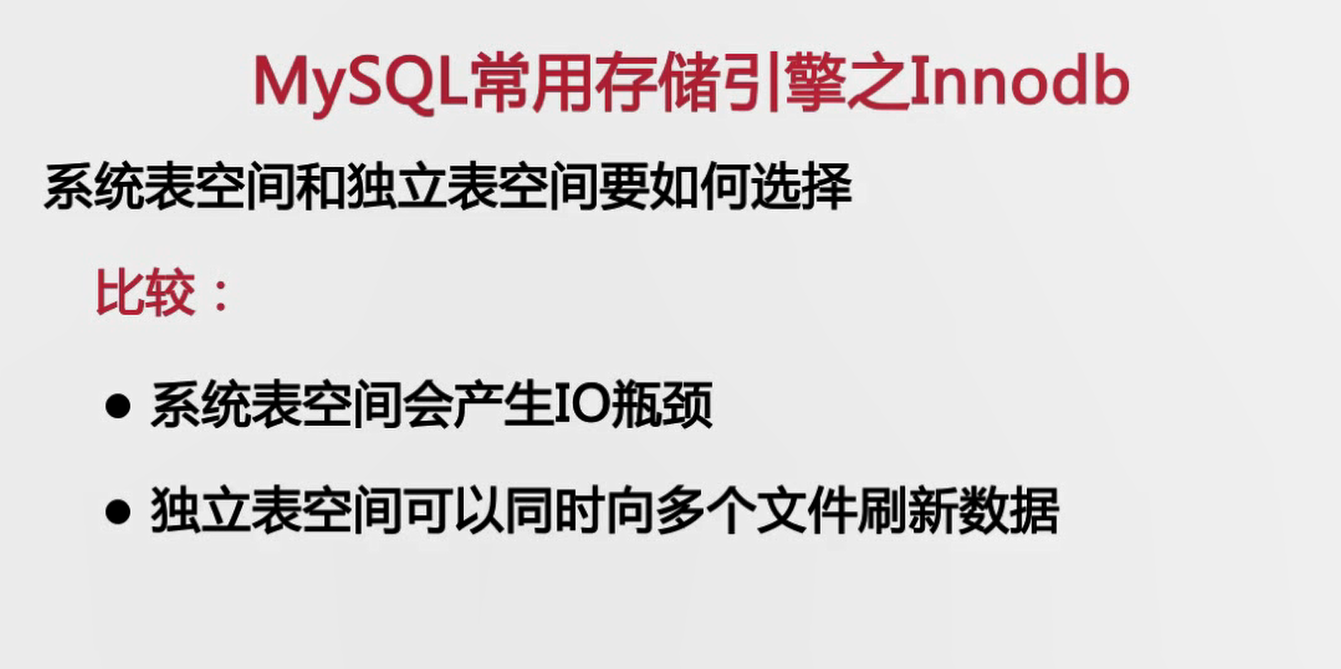 MySQL常用存储引擎之Innodb
系统表空间和独立表空间要如何选择
比较：
● 系统表空间会产生IO瓶颈
● 独立表空间可以同时向多个文件刷新数据